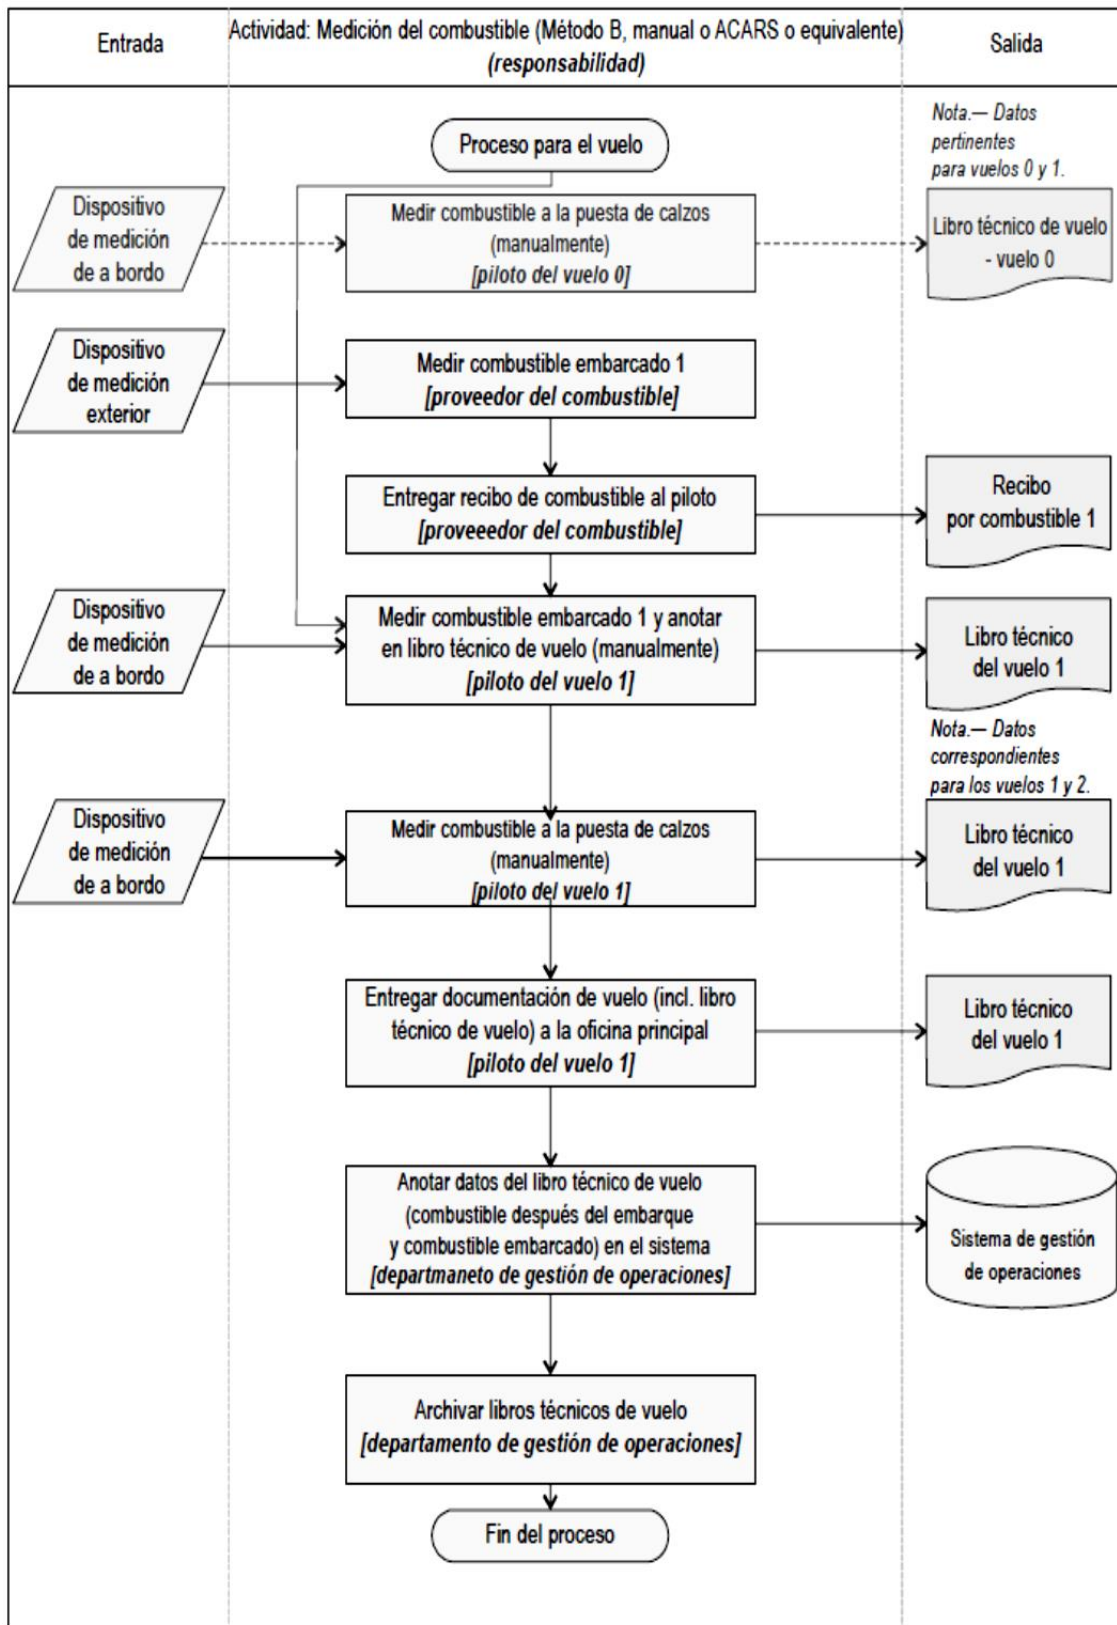 Entrada
Actividad: Medición del combustible (Método B, manual o ACARS o equivalente)
(responsabilidad)
Salida
Proceso para el vuelo
Nota.— Datos
pertinentes
para vuelos 0 y 1.
Dispositivo
de medición
de a bordo
Medir combustible a la puesta de calzos
(manualmente)
[piloto del vuelo 0]
Libro técnico de vuelo
- vuelo 0
Dispositivo
de medición
exterior
Medir combustible embarcado 1
[proveedor del combustible]
Entregar recibo de combustible al piloto
[proveeedor del combustible]
Recibo
por combustible 1
Dispositivo
de medición
de a bordo
Medir combustible embarcado 1 y anotar
en libro técnico de vuelo (manualmente)
[piloto del vuelo 1]
Libro técnico
del vuelo 1
Nota.— Datos
correspondientes
para los vuelos 1 y 2.
Dispositivo
de medición
de a bordo
Medir combustible a la puesta de calzos
(manualmente)
[piloto del vuelo 1]
Libro técnico
del vuelo 1
Entregar documentación de vuelo (incl. libro
técnico de vuelo) a la oficina principal
[piloto del vuelo 1]
Libro técnico
del vuelo 1
Anotar datos del libro técnico de vuelo
(combustible después del embarque
y combustible embarcado) en el sistema
[departmaneto de gestión de operaciones]
Sistema de gestión
de operaciones
Archivar libros técnicos de vuelo
[departamento de gestión de operaciones]
Fin del proceso